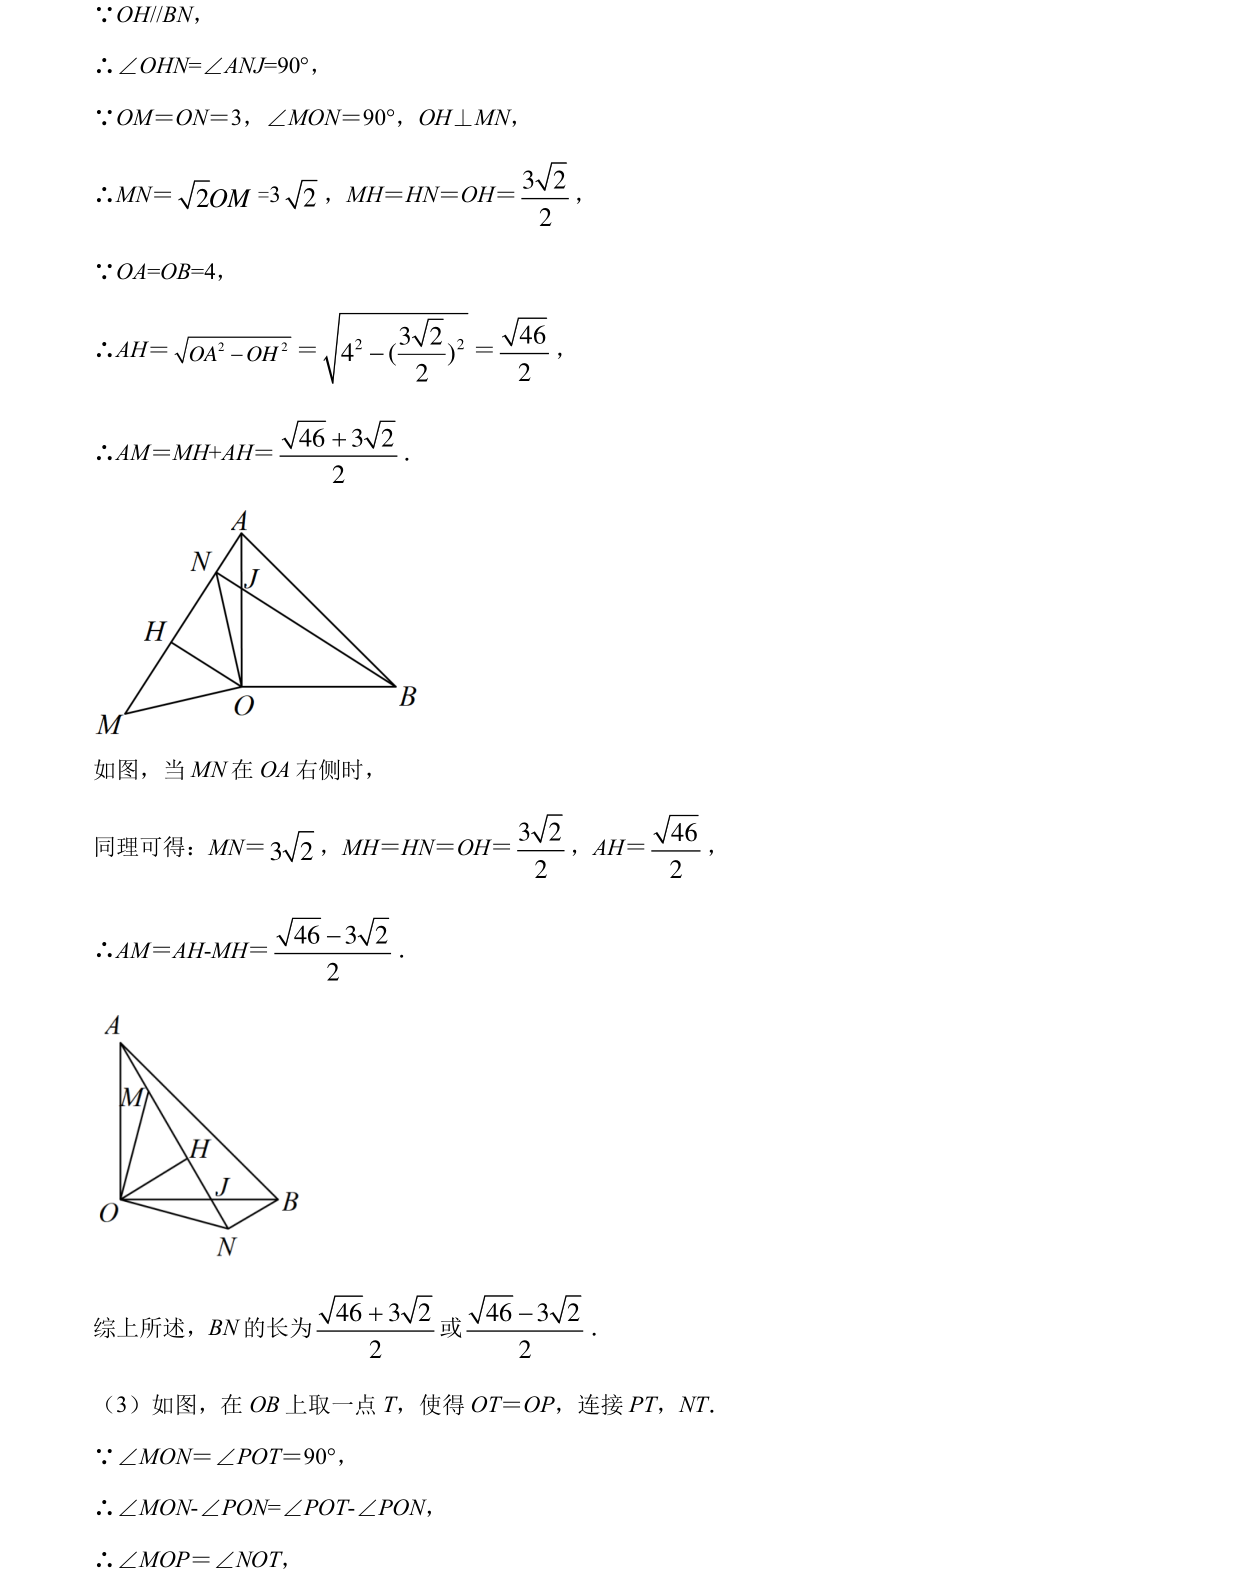 ∵OH//BN，
∴∠OHN=∠ANJ=90°，
∵OM＝ON＝3，∠MON＝90°，OH⊥MN，
∴MN＝√2OM=3√2，MH＝HN＝OH＝3√2/2，
∵OA=OB=4，
∴AH＝√(OA²－OH²)＝√(4²－(3√2/2)²)＝√46/2，
∴AM＝MH+AH＝(√46+3√2)/2．
A
N
J
H
O
B
M
如图，当MN在OA右侧时，
同理可得：MN＝3√2，MH＝HN＝OH＝3√2/2，AH＝√46/2，
∴AM＝AH-MH＝(√46－3√2)/2．
A
M
H
J
B
O
N
综上所述，BN的长为(√46+3√2)/2或(√46－3√2)/2．
（3）如图，在OB上取一点T，使得OT＝OP，连接PT，NT．
∵∠MON＝∠POT＝90°，
∴∠MON-∠PON=∠POT-∠PON，
∴∠MOP＝∠NOT，